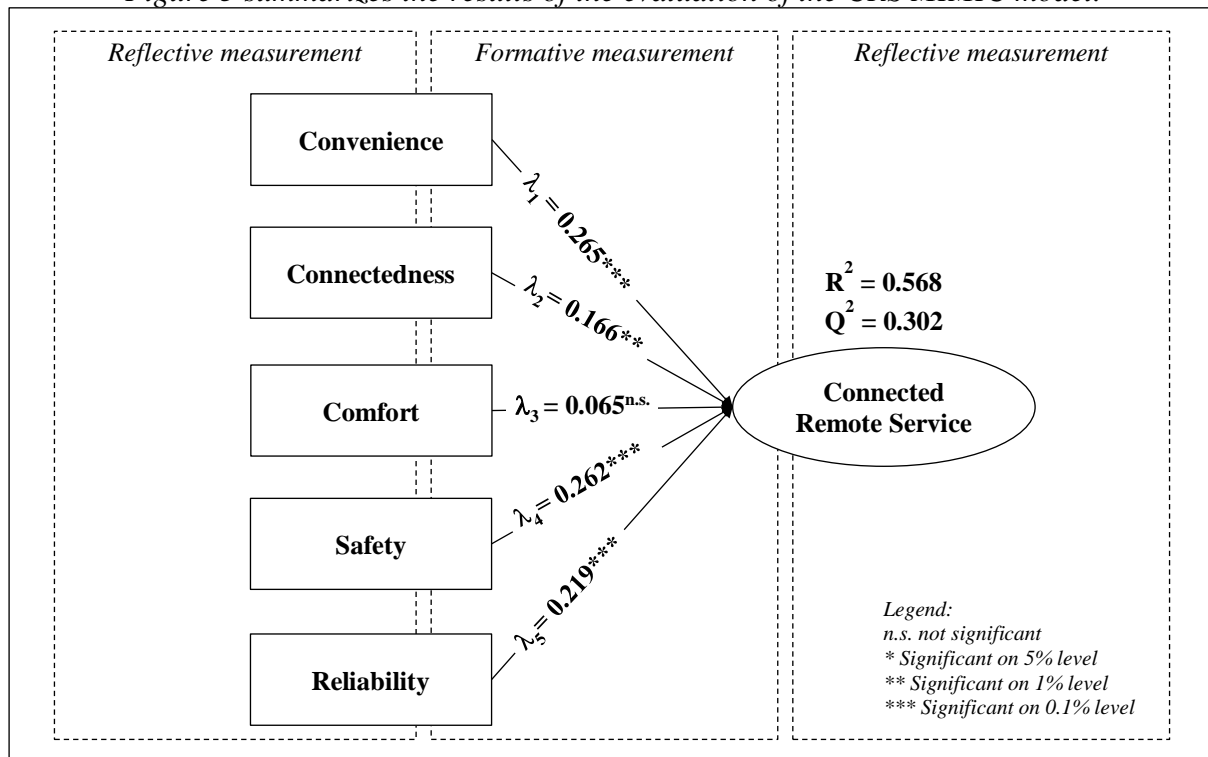 Figure 3 summarizes the results of the evaluation of the CRS MIMIC model.
Reflective measurement
Formative measurement
Reflective measurement
Convenience
λ1 = 0.265***
Connectedness
λ2 = 0.166**
R² = 0.568
Q² = 0.302
Comfort
λ3 = 0.065n.s.
Connected
Remote Service
Safety
λ4 = 0.262***
Reliability
λ5 = 0.219***
Legend:
n.s. not significant
* Significant on 5% level
** Significant on 1% level
*** Significant on 0.1% level